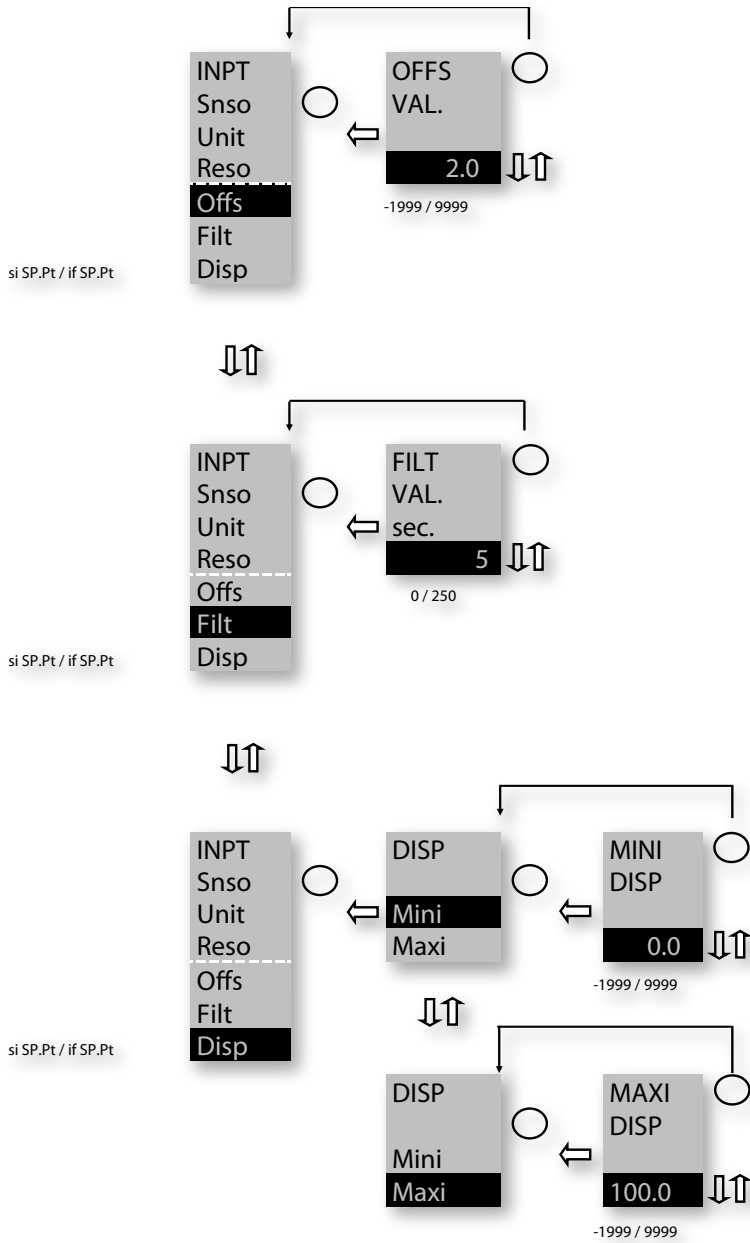 INPT
Snso
Unit
Reso
Offs
Filt
Disp
OFFS
VAL.
2.0
-1999 / 9999
si SP.Pt / if SP.Pt
INPT
Snso
Unit
Reso
Offs
Filt
Disp
FILT
VAL.
sec.
5
0 / 250
si SP.Pt / if SP.Pt
INPT
Snso
Unit
Reso
Offs
Filt
Disp
DISP
Mini
Maxi
MINI
DISP
0.0
-1999 / 9999
si SP.Pt / if SP.Pt
DISP
Mini
Maxi
MAXI
DISP
100.0
-1999 / 9999